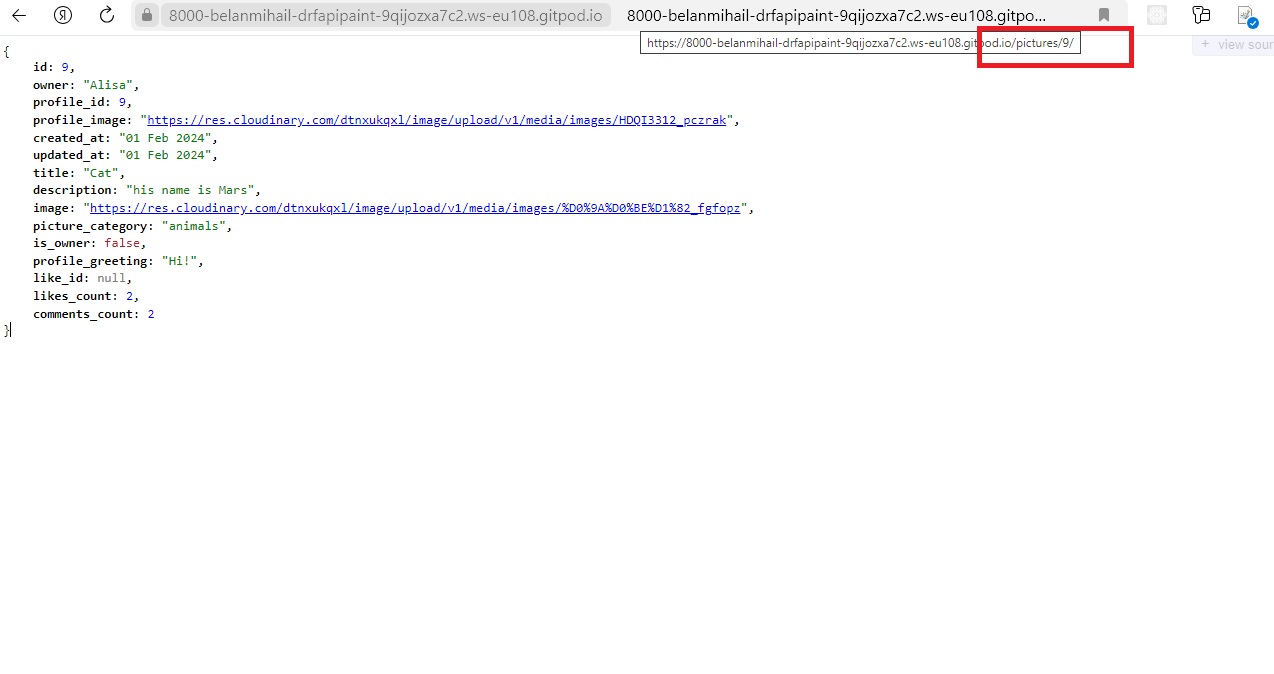 Я 8000-belanmihail-drfapipaint-9qijozxa7c2.ws-eu108.gitpod.io 8000-belanmihail-drfapipaint-9qijozxa7c2.ws-eu108.gitpo...
https://8000-belanmihail-drfapipaint-9qijozxa7c2.ws-eu108.gitpod.io/pictures/9/
+ view sour
{
id: 9,
owner: "Alisa",
profile_id: 9,
profile_image: "https://res.cloudinary.com/dtnxukqxl/image/upload/v1/media/images/HDQI3312_pczrak",
created_at: "01 Feb 2024",
updated_at: "01 Feb 2024",
title: "Cat",
description: "his name is Mars",
image: "https://res.cloudinary.com/dtnxukqxl/image/upload/v1/media/images/%D0%9A%D0%BE%D1%82_fgfopz",
picture_category: "animals",
is_owner: false,
profile_greeting: "Hi!",
like_id: null,
likes_count: 2,
comments_count: 2
}